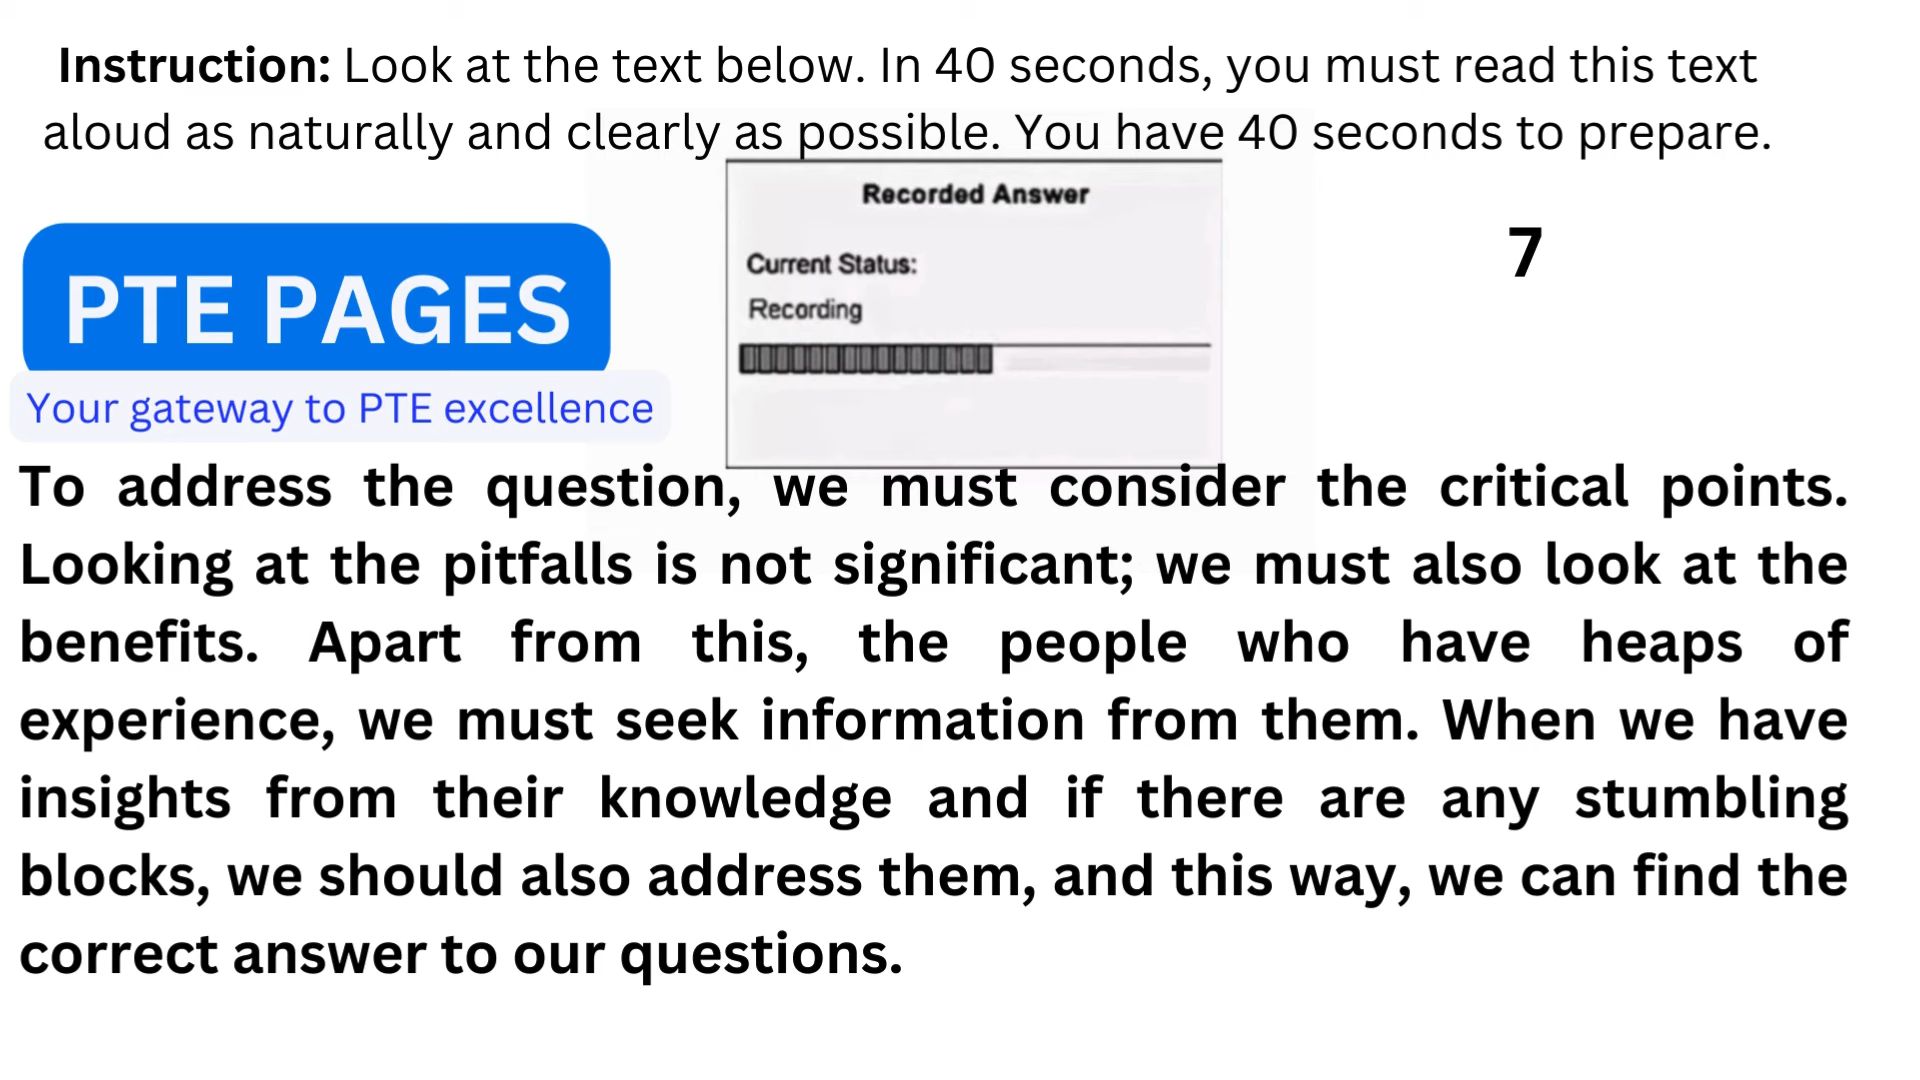 Instruction: Look at the text below. In 40 seconds, you must read this text
aloud as naturally and clearly as possible. You have 40 seconds to prepare.
Recorded Answer
Current Status:
Recording
7
PTE PAGES
Your gateway to PTE excellence
To address the question, we must consider the critical points.
Looking at the pitfalls is not significant; we must also look at the
benefits. Apart from this, the people who have heaps of
experience, we must seek information from them. When we have
insights from their knowledge and if there are any stumbling
blocks, we should also address them, and this way, we can find the
correct answer to our questions.